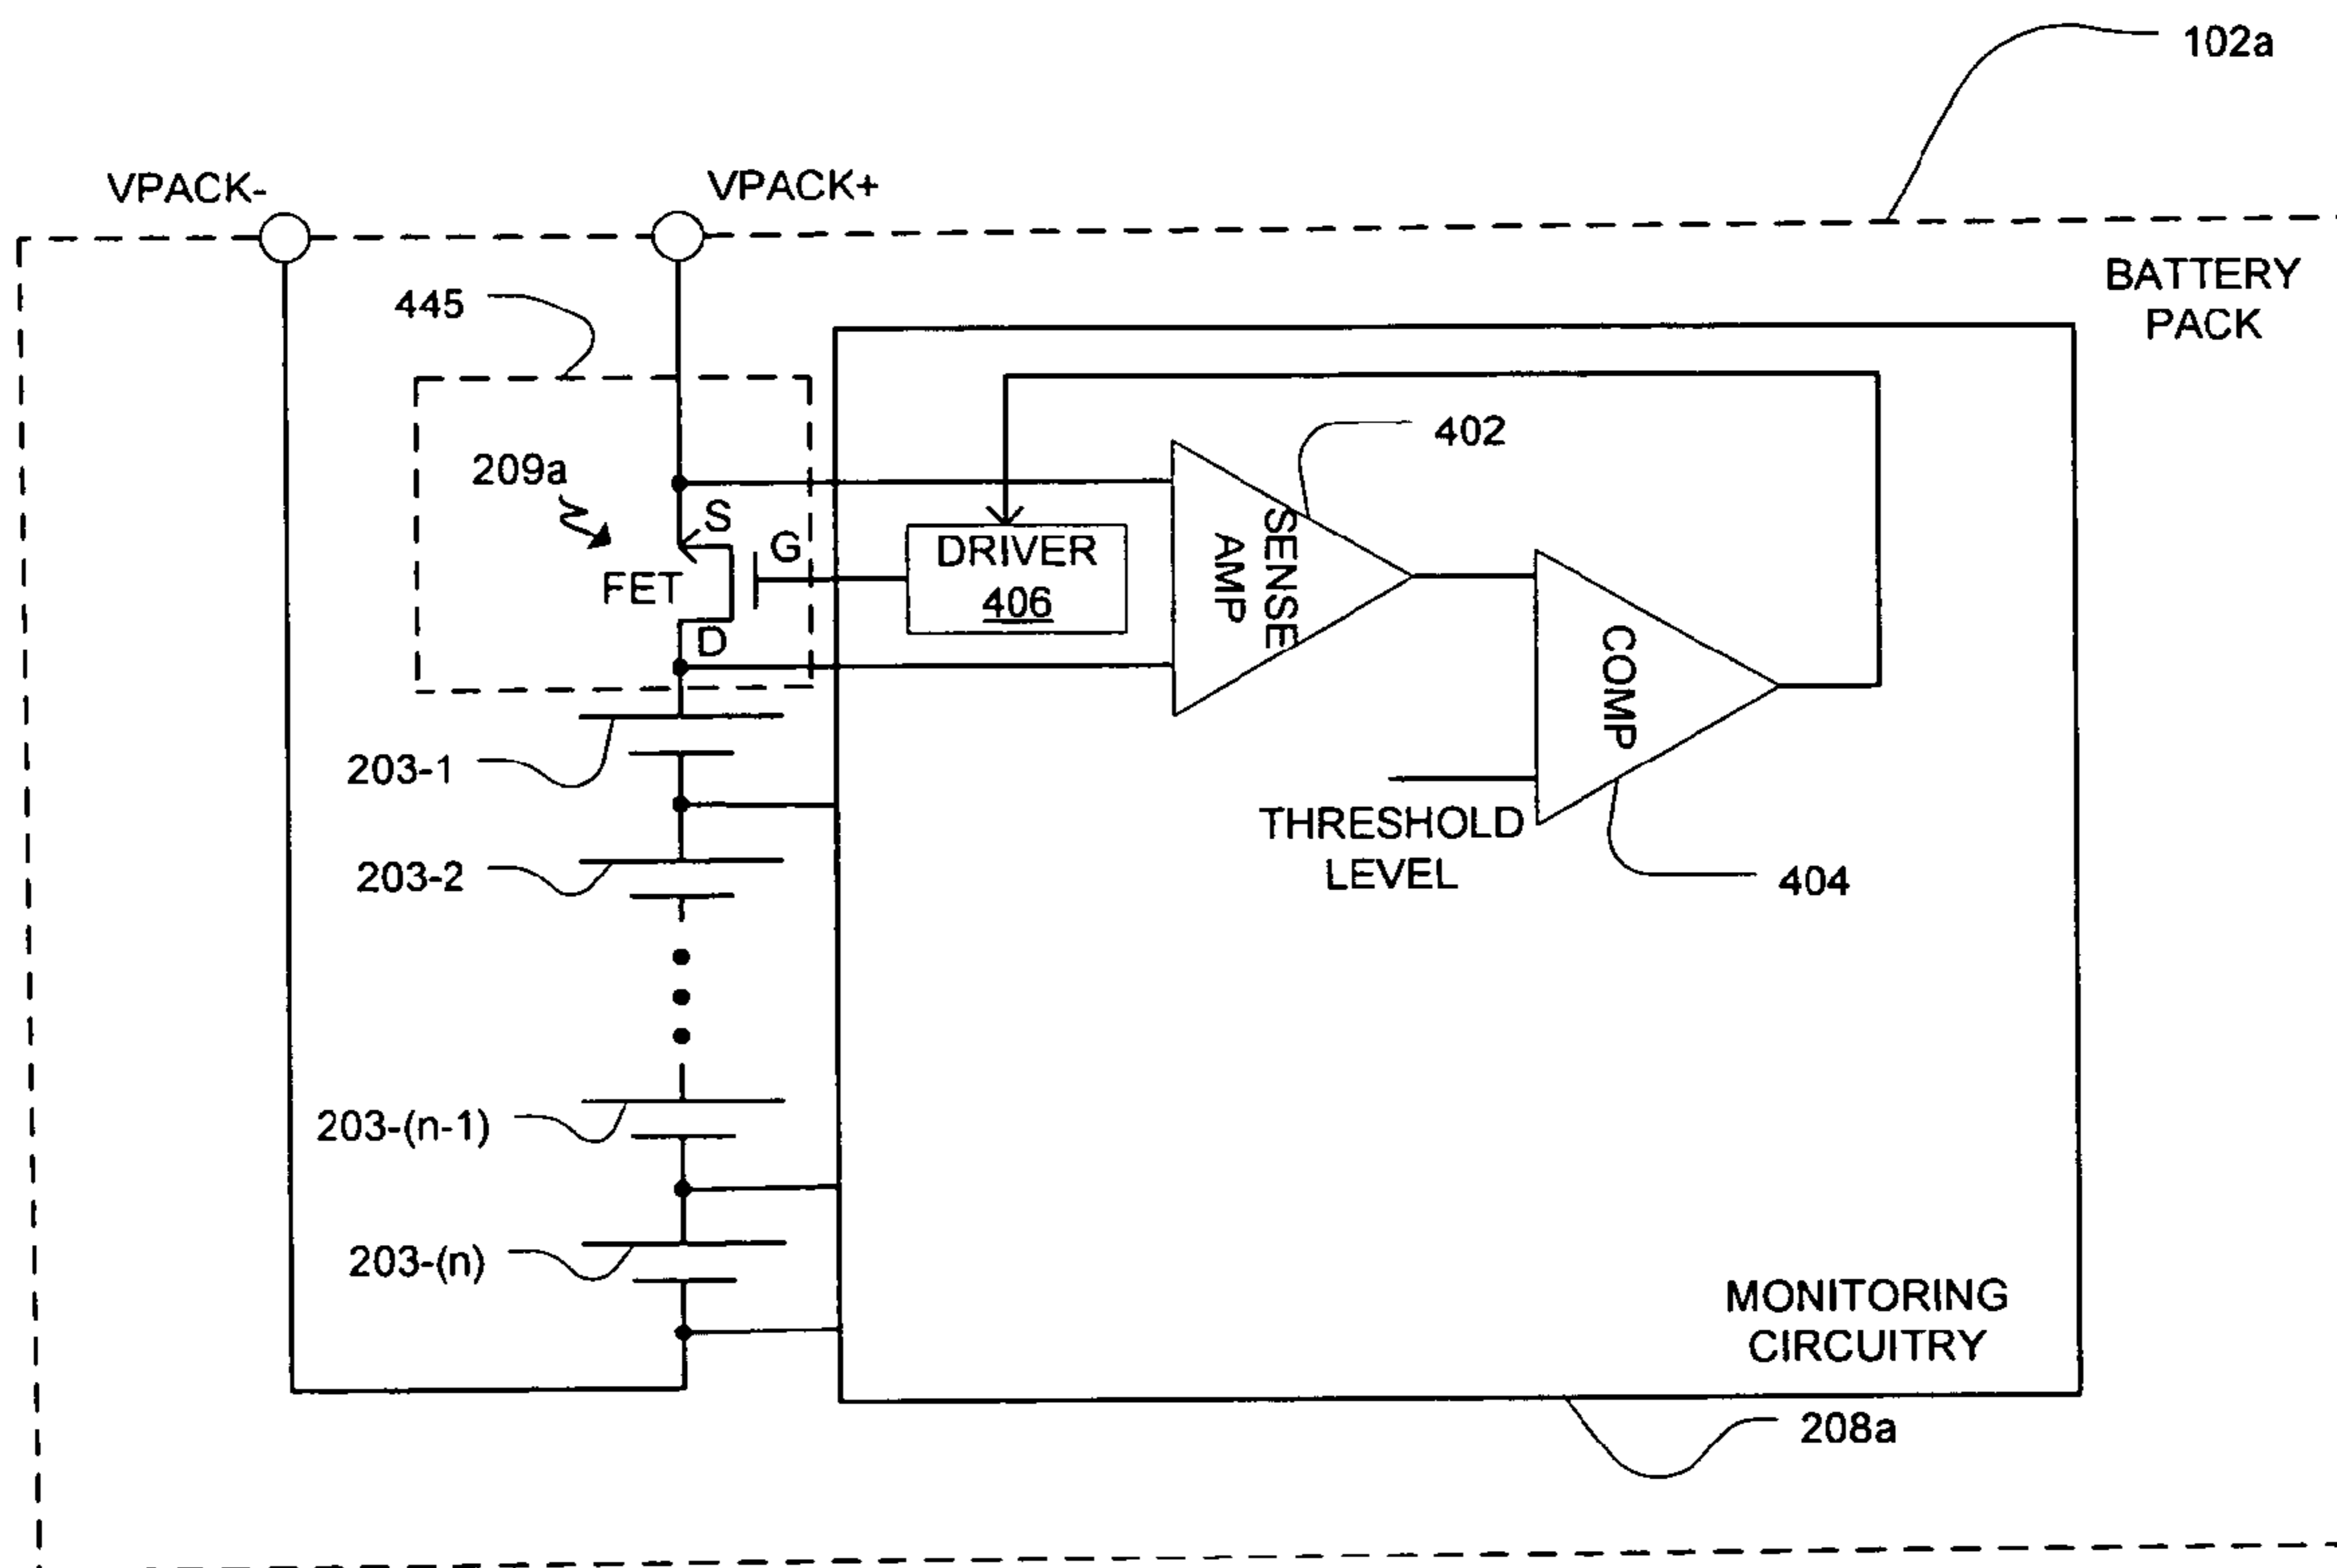 102a
VPACK-
VPACK+
BATTERY
PACK
445
402
209a
S
G
FET
D
DRIVER
406
SENSE
AMP
COMP
203-1
THRESHOLD
LEVEL
203-2
404
203-(n-1)
203-(n)
MONITORING
CIRCUITRY
208a